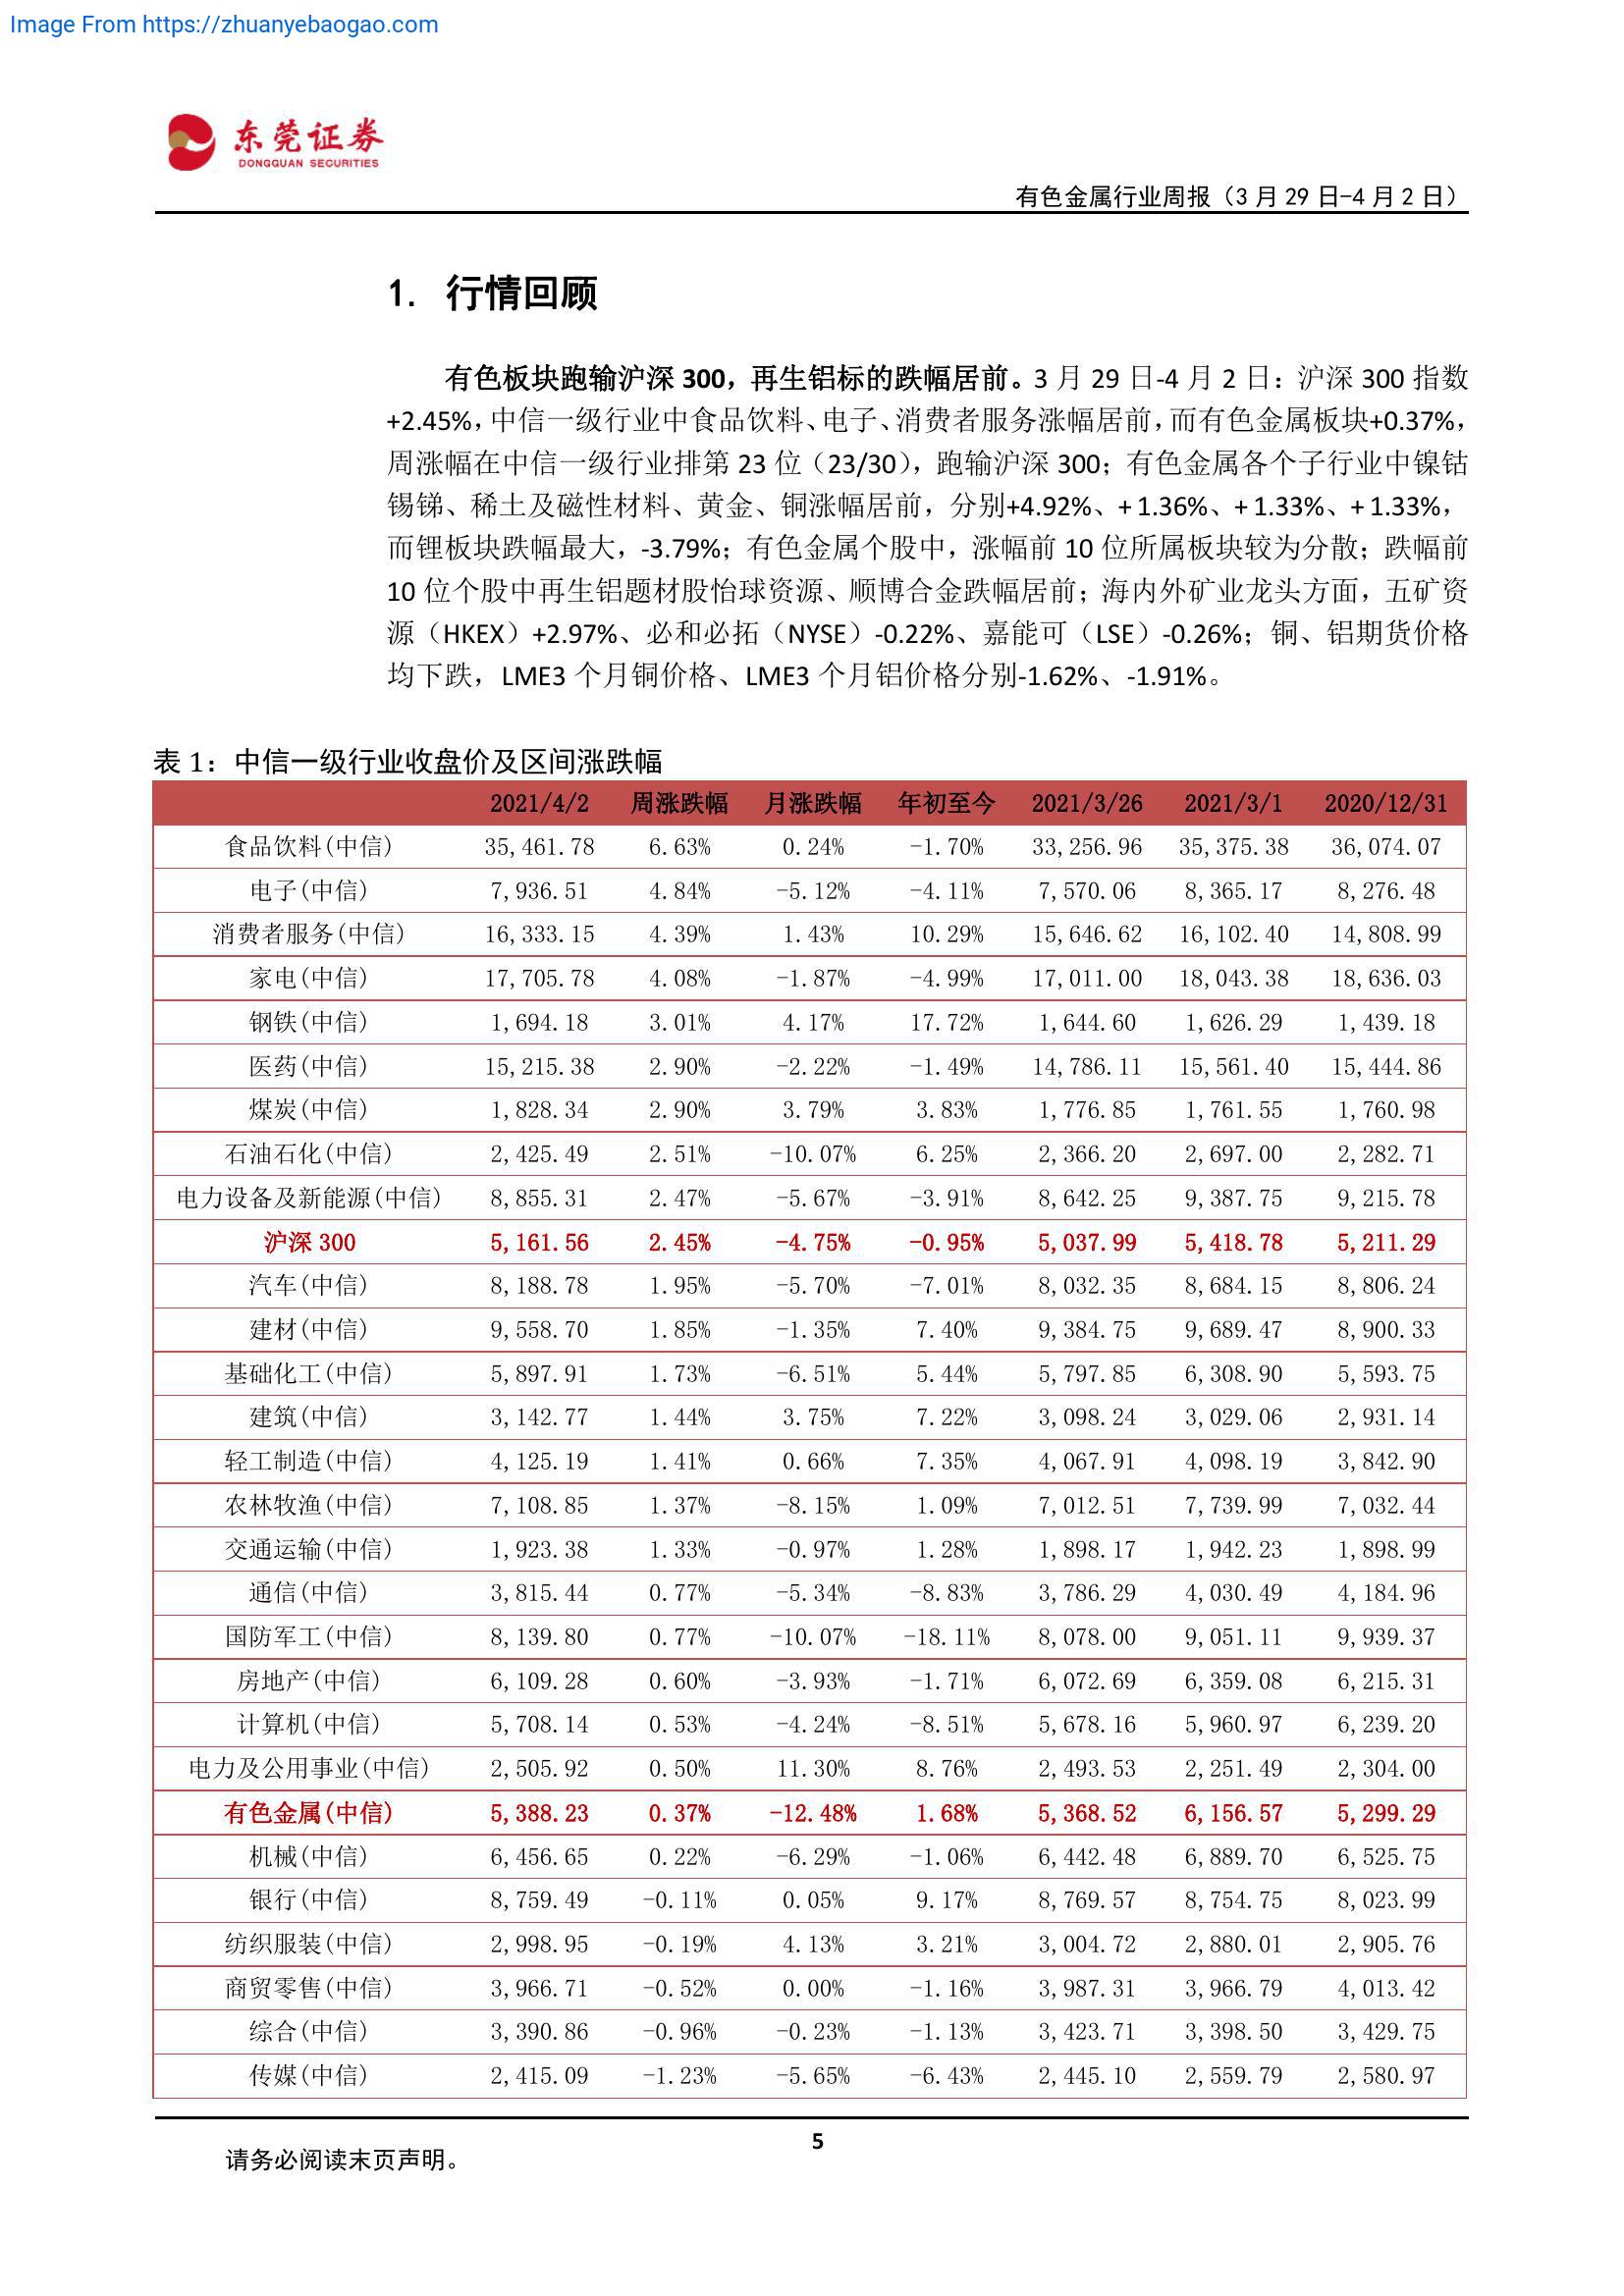 Image From https://zhuanyebaogao.com
东莞证券
DONGGUAN SECURITIES
有色金属行业周报（3 月 29 日-4 月 2 日）
1. 行情回顾
有色板块跑输沪深 300，再生铝标的跌幅居前。3 月 29 日-4 月 2 日：沪深 300 指数
+2.45%，中信一级行业中食品饮料、电子、消费者服务涨幅居前，而有色金属板块+0.37%，
周涨幅在中信一级行业排第 23 位（23/30），跑输沪深 300；有色金属各个子行业中镍钴
锡锑、稀土及磁性材料、黄金、铜涨幅居前，分别+4.92%、+ 1.36%、+ 1.33%、+ 1.33%，
而锂板块跌幅最大，-3.79%；有色金属个股中，涨幅前 10 位所属板块较为分散；跌幅前
10 位个股中再生铝题材股怡球资源、顺博合金跌幅居前；海内外矿业龙头方面，五矿资
源（HKEX）+2.97%、必和必拓（NYSE）-0.22%、嘉能可（LSE）-0.26%；铜、铝期货价格
均下跌，LME3 个月铜价格、LME3 个月铝价格分别-1.62%、-1.91%。
表 1：中信一级行业收盘价及区间涨跌幅
2021/4/2 周涨跌幅 月涨跌幅 年初至今 2021/3/26 2021/3/1 2020/12/31
食品饮料(中信) 35,461.78 6.63% 0.24% -1.70% 33,256.96 35,375.38 36,074.07
电子(中信) 7,936.51 4.84% -5.12% -4.11% 7,570.06 8,365.17 8,276.48
消费者服务(中信) 16,333.15 4.39% 1.43% 10.29% 15,646.62 16,102.40 14,808.99
家电(中信) 17,705.78 4.08% -1.87% -4.99% 17,011.00 18,043.38 18,636.03
钢铁(中信) 1,694.18 3.01% 4.17% 17.72% 1,644.60 1,626.29 1,439.18
医药(中信) 15,215.38 2.90% -2.22% -1.49% 14,786.11 15,561.40 15,444.86
煤炭(中信) 1,828.34 2.90% 3.79% 3.83% 1,776.85 1,761.55 1,760.98
石油石化(中信) 2,425.49 2.51% -10.07% 6.25% 2,366.20 2,697.00 2,282.71
电力设备及新能源(中信) 8,855.31 2.47% -5.67% -3.91% 8,642.25 9,387.75 9,215.78
沪深 300 5,161.56 2.45% -4.75% -0.95% 5,037.99 5,418.78 5,211.29
汽车(中信) 8,188.78 1.95% -5.70% -7.01% 8,032.35 8,684.15 8,806.24
建材(中信) 9,558.70 1.85% -1.35% 7.40% 9,384.75 9,689.47 8,900.33
基础化工(中信) 5,897.91 1.73% -6.51% 5.44% 5,797.85 6,308.90 5,593.75
建筑(中信) 3,142.77 1.44% 3.75% 7.22% 3,098.24 3,029.06 2,931.14
轻工制造(中信) 4,125.19 1.41% 0.66% 7.35% 4,067.91 4,098.19 3,842.90
农林牧渔(中信) 7,108.85 1.37% -8.15% 1.09% 7,012.51 7,739.99 7,032.44
交通运输(中信) 1,923.38 1.33% -0.97% 1.28% 1,898.17 1,942.23 1,898.99
通信(中信) 3,815.44 0.77% -5.34% -8.83% 3,786.29 4,030.49 4,184.96
国防军工(中信) 8,139.80 0.77% -10.07% -18.11% 8,078.00 9,051.11 9,939.37
房地产(中信) 6,109.28 0.60% -3.93% -1.71% 6,072.69 6,359.08 6,215.31
计算机(中信) 5,708.14 0.53% -4.24% -8.51% 5,678.16 5,960.97 6,239.20
电力及公用事业(中信) 2,505.92 0.50% 11.30% 8.76% 2,493.53 2,251.49 2,304.00
有色金属(中信) 5,388.23 0.37% -12.48% 1.68% 5,368.52 6,156.57 5,299.29
机械(中信) 6,456.65 0.22% -6.29% -1.06% 6,442.48 6,889.70 6,525.75
银行(中信) 8,759.49 -0.11% 0.05% 9.17% 8,769.57 8,754.75 8,023.99
纺织服装(中信) 2,998.95 -0.19% 4.13% 3.21% 3,004.72 2,880.01 2,905.76
商贸零售(中信) 3,966.71 -0.52% 0.00% -1.16% 3,987.31 3,966.79 4,013.42
综合(中信) 3,390.86 -0.96% -0.23% -1.13% 3,423.71 3,398.50 3,429.75
传媒(中信) 2,415.09 -1.23% -5.65% -6.43% 2,445.10 2,559.79 2,580.97
5
请务必阅读末页声明。